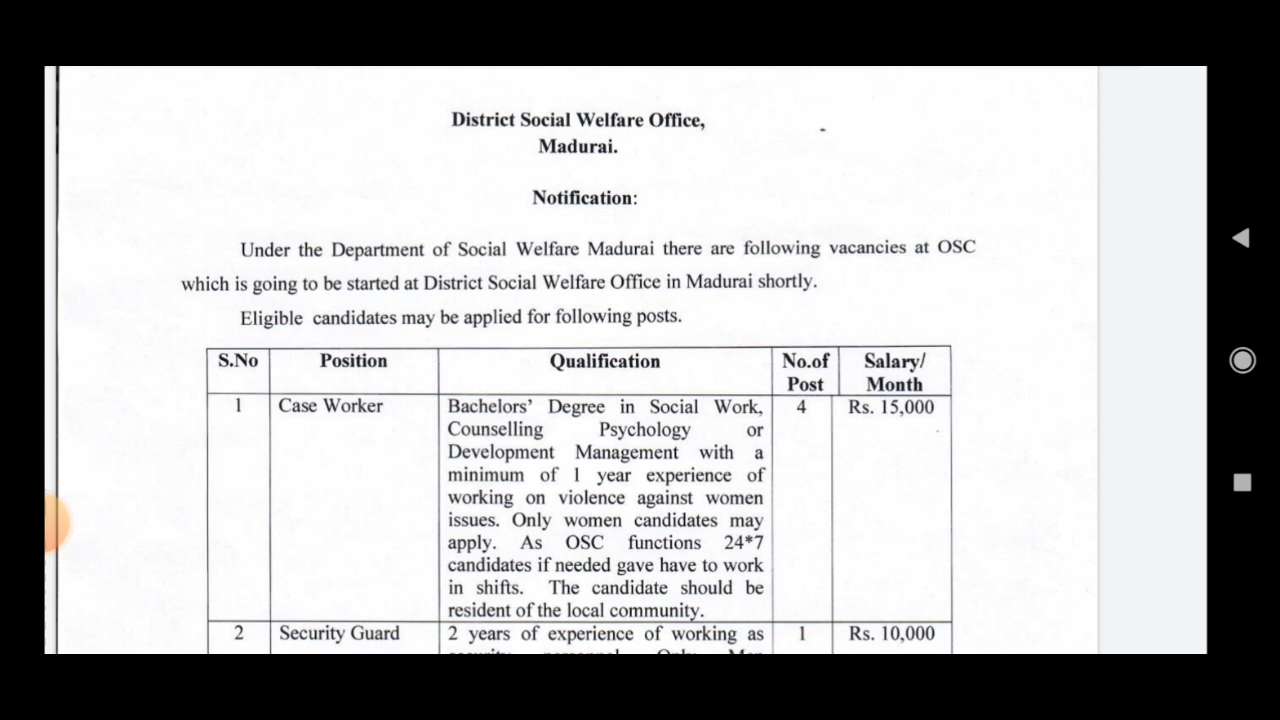 District Social Welfare Office,
Madurai.
Notification:
Under the Department of Social Welfare Madurai there are following vacancies at OSC
which is going to be started at District Social Welfare Office in Madurai shortly.
Eligible candidates may be applied for following posts.
S.No Position Qualification No.of Post Salary/ Month
1 Case Worker Bachelors' Degree in Social Work, 4 Rs. 15,000
Counselling Psychology or
Development Management with a
minimum of 1 year experience of
working on violence against women
issues. Only women candidates may
apply. As OSC functions 24*7
candidates if needed gave have to work
in shifts. The candidate should be
resident of the local community.
2 Security Guard 2 years of experience of working as 1 Rs. 10,000